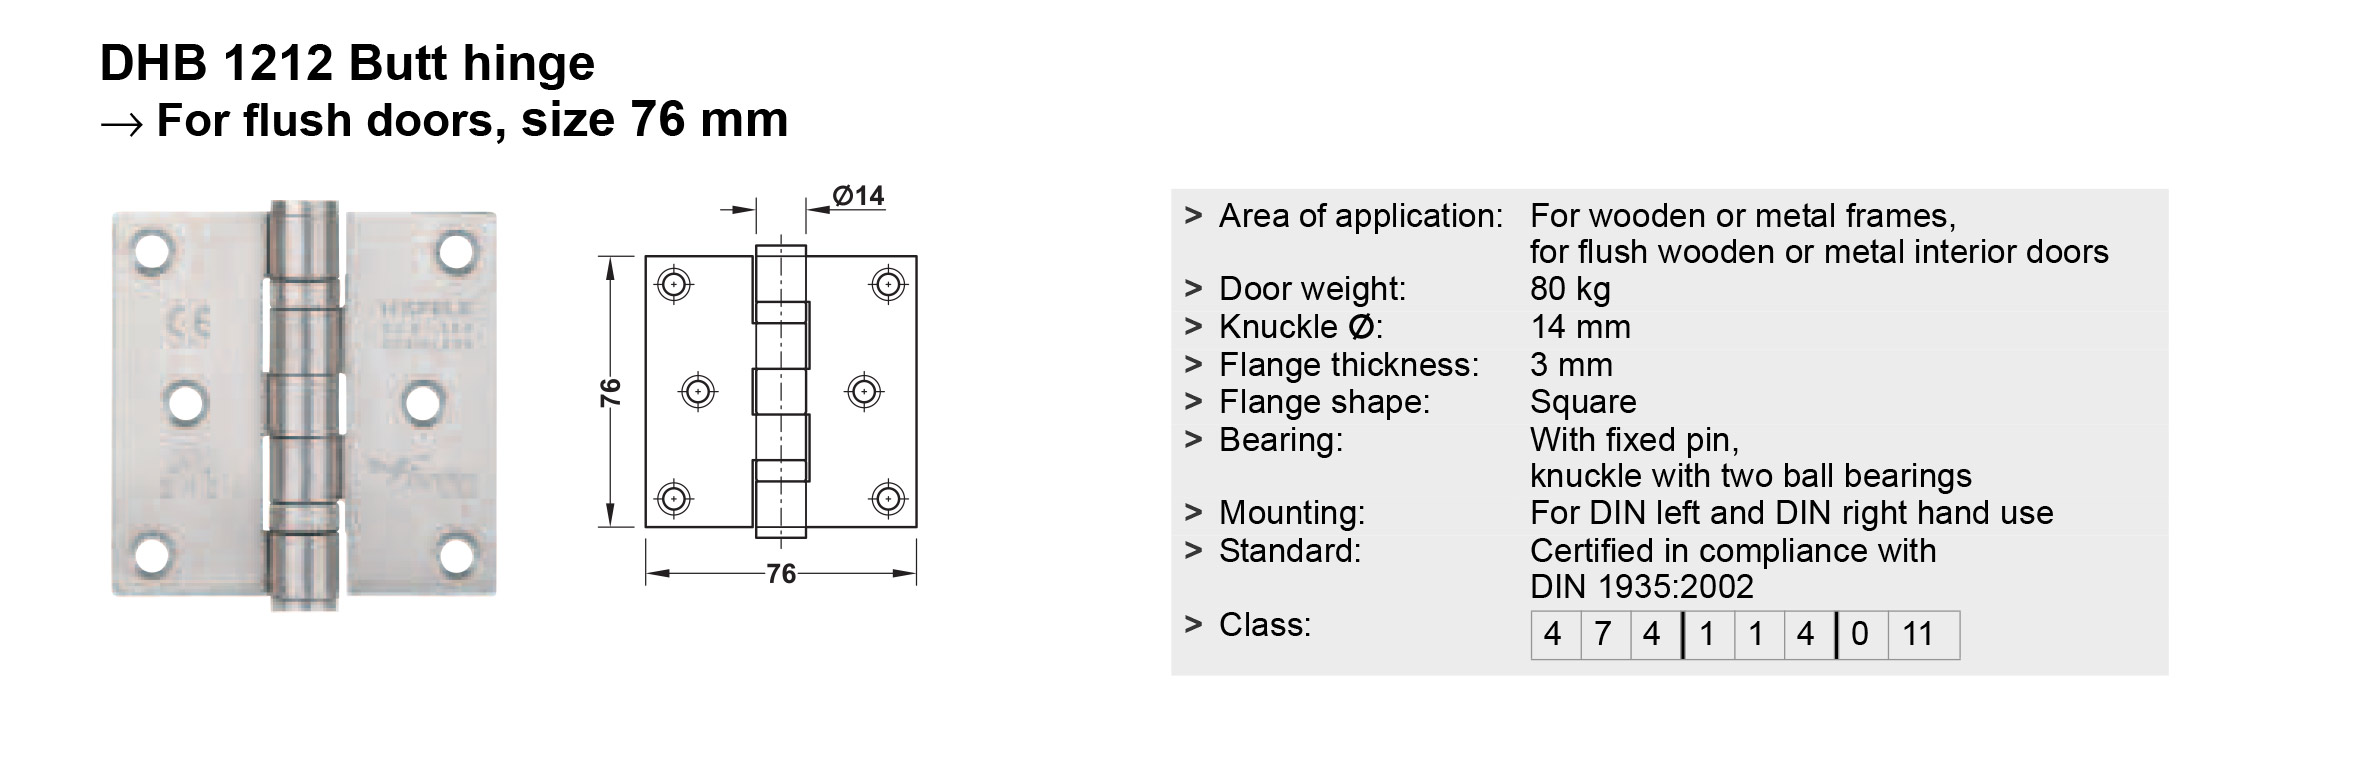 DHB 1212 Butt hinge
→ For flush doors, size 76 mm
Ø14
76
76
CE
> Area of application: For wooden or metal frames,
for flush wooden or metal interior doors
> Door weight: 80 kg
> Knuckle Ø: 14 mm
> Flange thickness: 3 mm
> Flange shape: Square
> Bearing: With fixed pin,
knuckle with two ball bearings
> Mounting: For DIN left and DIN right hand use
> Standard: Certified in compliance with
DIN 1935:2002
> Class: 4 7 4 1 1 4 0 11